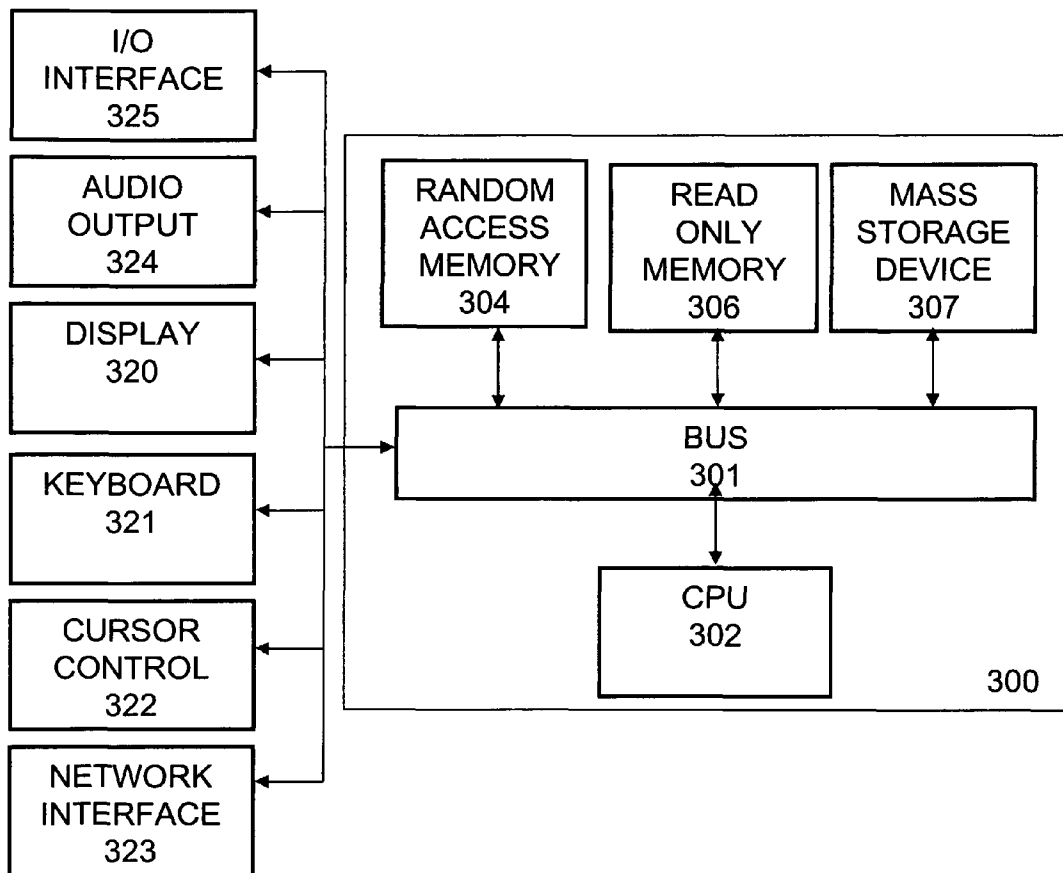 I/O
INTERFACE
325
AUDIO
OUTPUT
324
DISPLAY
320
KEYBOARD
321
CURSOR
CONTROL
322
NETWORK
INTERFACE
323
RANDOM
ACCESS
MEMORY
304
READ
ONLY
MEMORY
306
MASS
STORAGE
DEVICE
307
BUS
301
CPU
302
300